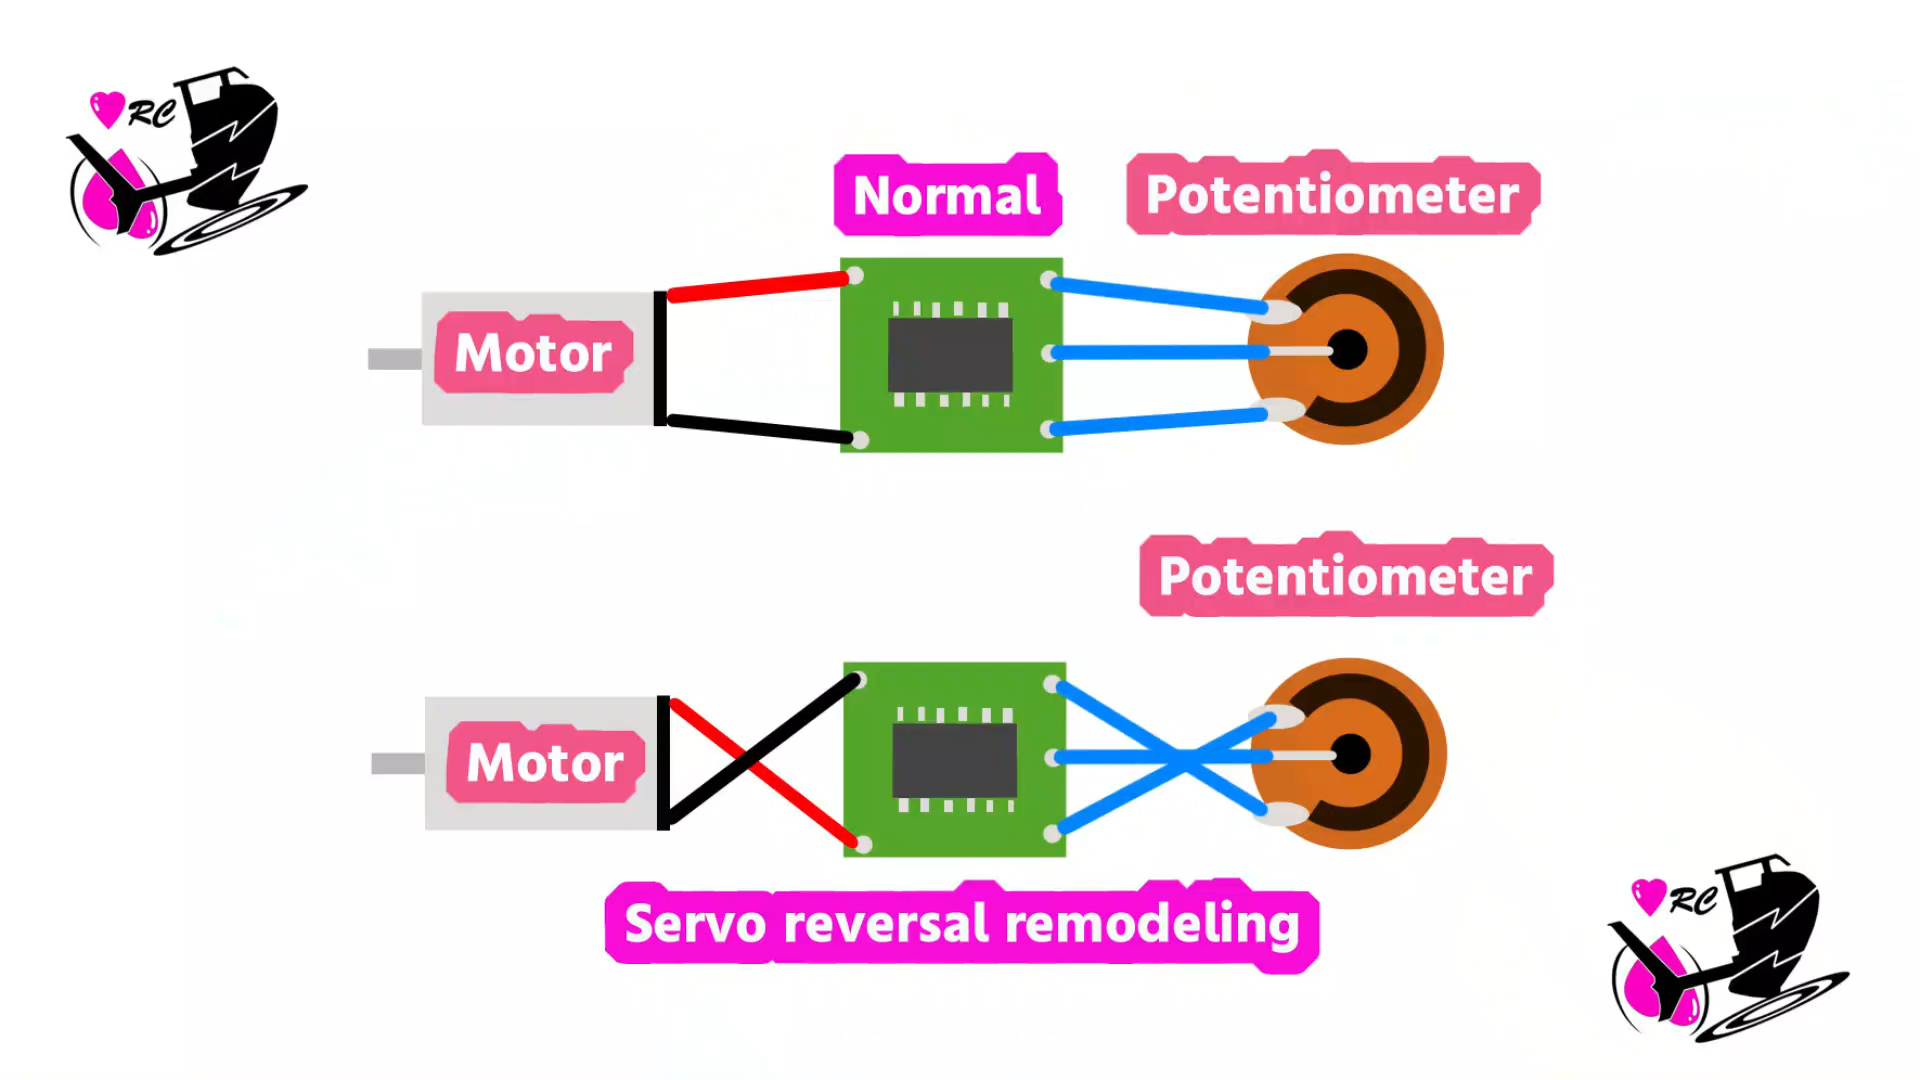 RC
Normal
Potentiometer
Motor
Potentiometer
Motor
Servo reversal remodeling
RC